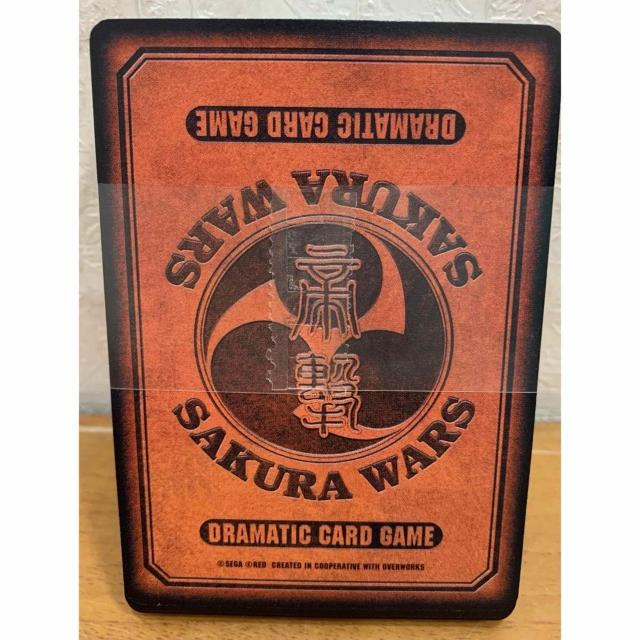 DRAMATIC CARD GAME
SAKURA WARS
帝
撃
SAKURA WARS
DRAMATIC CARD GAME
©SEGA ©RED CREATED IN COOPERATIVE WITH OVERWORKS